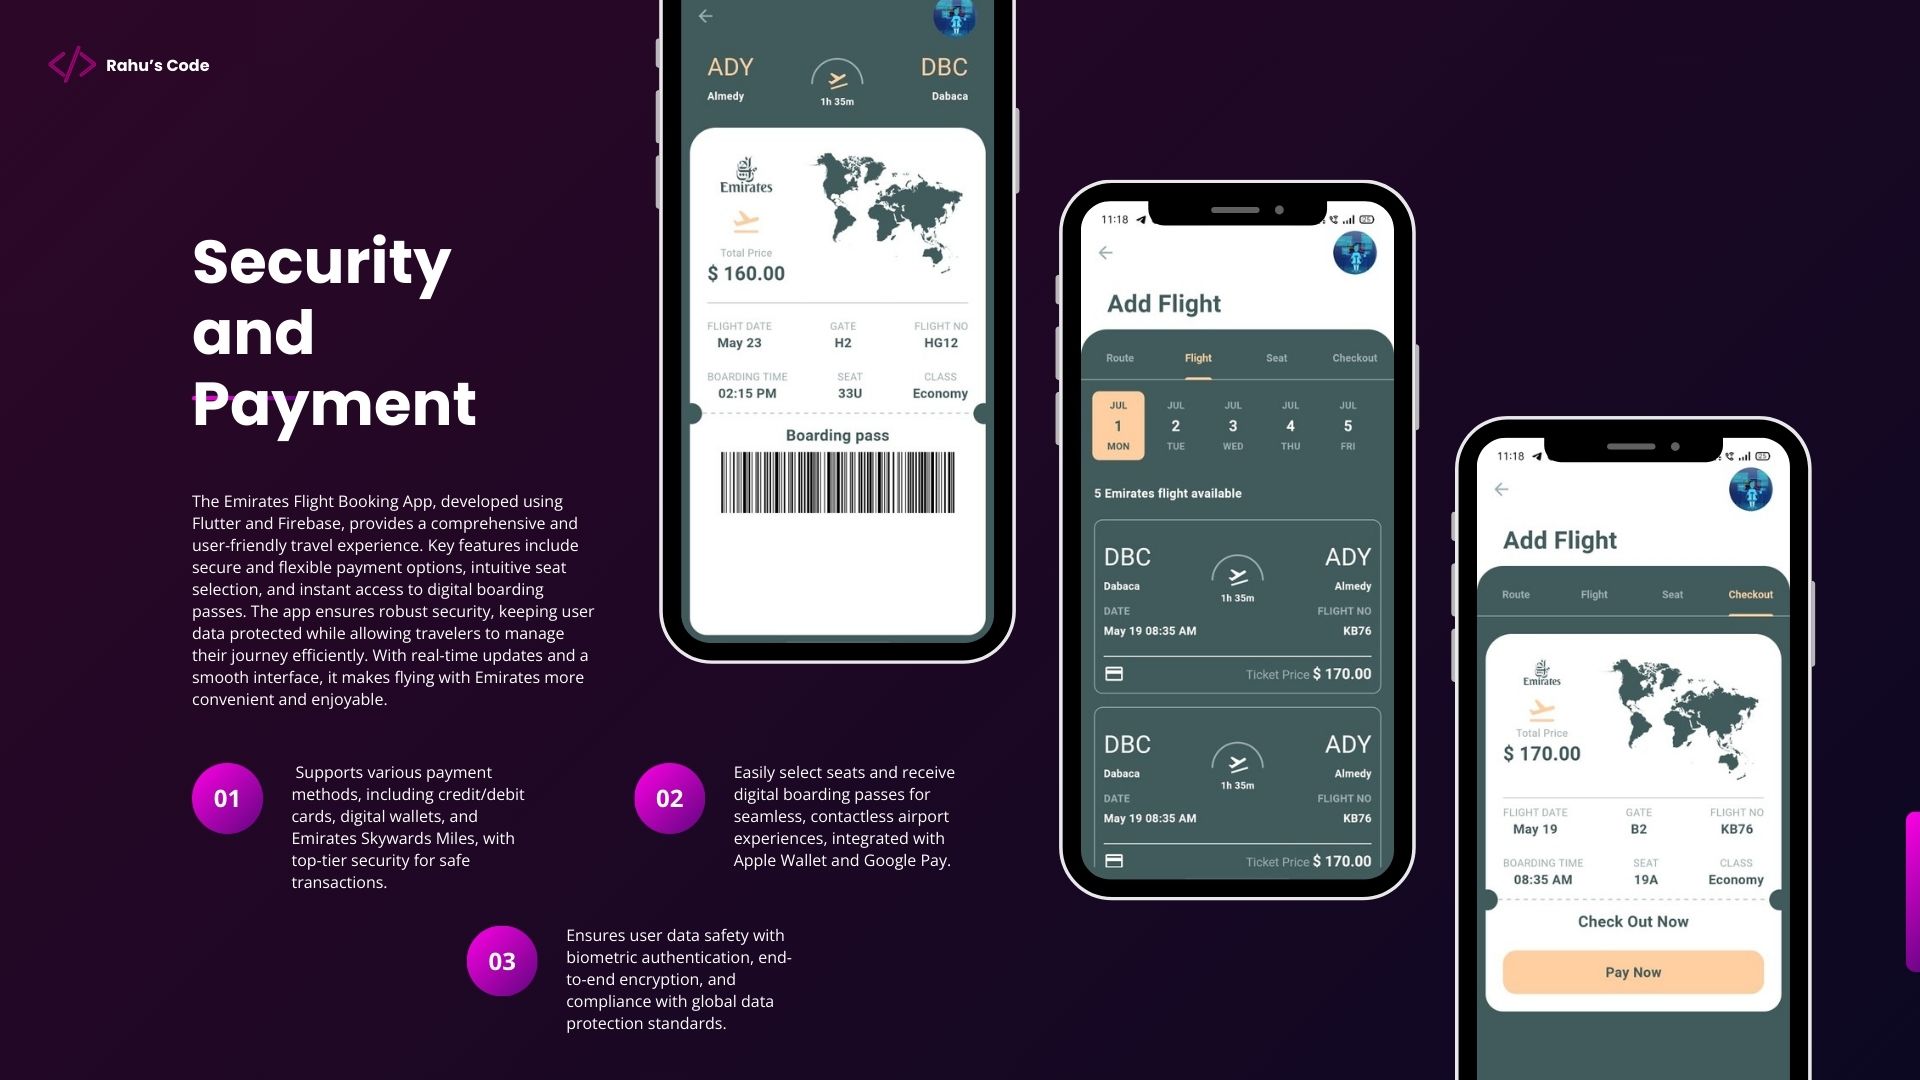 Rahu’s Code
Security
and
Payment
The Emirates Flight Booking App, developed using
Flutter and Firebase, provides a comprehensive and
user-friendly travel experience. Key features include
secure and flexible payment options, intuitive seat
selection, and instant access to digital boarding
passes. The app ensures robust security, keeping user
data protected while allowing travelers to manage
their journey efficiently. With real-time updates and a
smooth interface, it makes flying with Emirates more
convenient and enjoyable.
01
Supports various payment
methods, including credit/debit
cards, digital wallets, and
Emirates Skywards Miles, with
top-tier security for safe
transactions.
02
Easily select seats and receive
digital boarding passes for
seamless, contactless airport
experiences, integrated with
Apple Wallet and Google Pay.
03
Ensures user data safety with
biometric authentication, end-
to-end encryption, and
compliance with global data
protection standards.
ADY DBC
Almedy 1h 35m Dabaca
Emirates
Total Price
$ 160.00
FLIGHT DATE GATE FLIGHT NO
May 23 H2 HG12
BOARDING TIME SEAT CLASS
02:15 PM 33U Economy
Boarding pass
11:18 25
Add Flight
Route Flight Seat Checkout
JUL JUL JUL JUL JUL
1 2 3 4 5
MON TUE WED THU FRI
5 Emirates flight available
DBC ADY
Dabaca 1h 35m Almedy
DATE FLIGHT NO
May 19 08:35 AM KB76
Ticket Price $ 170.00
DBC ADY
Dabaca 1h 35m Almedy
DATE FLIGHT NO
May 19 08:35 AM KB76
Ticket Price $ 170.00
11:18 25
Add Flight
Route Flight Seat Checkout
Emirates
Total Price
$ 170.00
FLIGHT DATE GATE FLIGHT NO
May 19 B2 KB76
BOARDING TIME SEAT CLASS
08:35 AM 19A Economy
Check Out Now
Pay Now